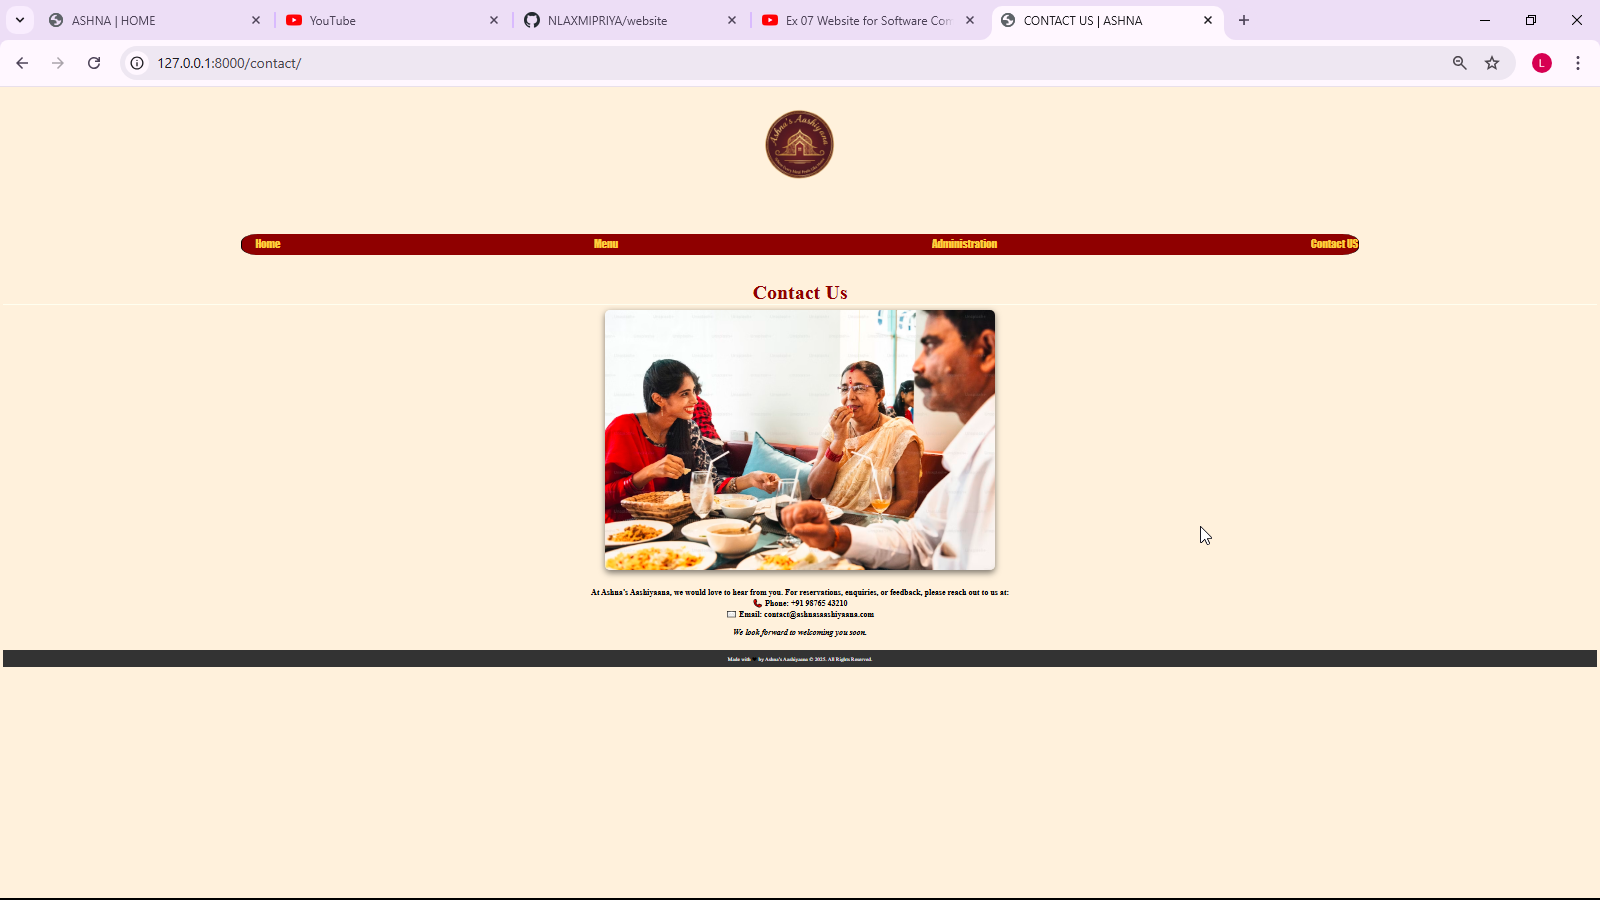 ASHNA | HOME
YouTube
NLAXMIPRIYA/website
Ex 07 Website for Software Com
CONTACT US | ASHNA
127.0.0.1:8000/contact/
L
Ashna's Aashiyana
Home
Menu
Administration
Contact US
Contact Us
At Ashna's Aashiyaana, we would love to hear from you. For reservations, enquiries, or feedback, please reach out to us at:
📞 Phone: +91 98765 43210
Email: contact@ashnasaashiyaana.com
We look forward to welcoming you soon.
Made with by Ashna's Aashiyaana © 2025. All Rights Reserved.